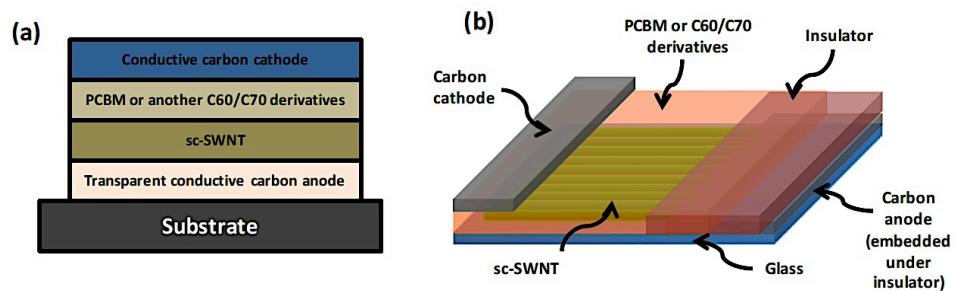 (a)
Conductive carbon cathode
PCBM or another C60/C70 derivatives
sc-SWNT
Transparent conductive carbon anode
Substrate
(b)
PCBM or C60/C70
derivatives
Insulator
Carbon
cathode
sc-SWNT
Glass
Carbon
anode
(embedded
under
insulator)